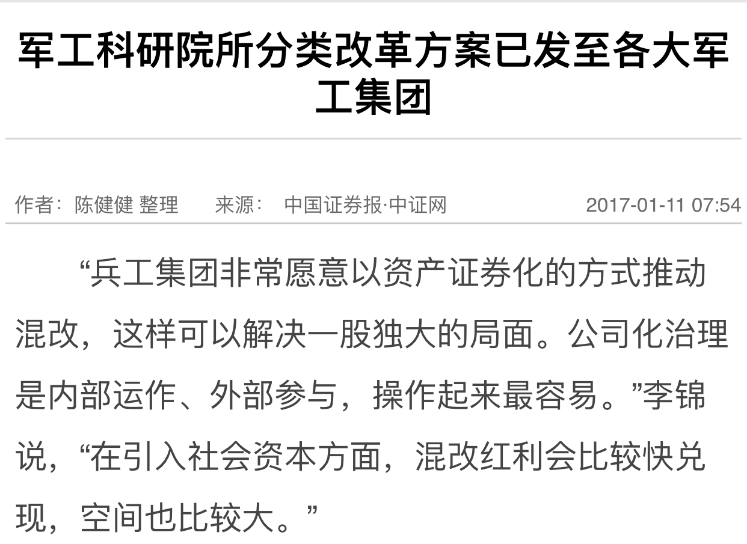 军工科研院所分类改革方案已发至各大军
工集团
作者：陈健健 整理 来源： 中国证券报·中证网 2017-01-11 07:54
“兵工集团非常愿意以资产证券化的方式推动
混改，这样可以解决一股独大的局面。公司化治理
是内部运作、外部参与，操作起来最容易。”李锦
说，“在引入社会资本方面，混改红利会比较快兑
现，空间也比较大。”